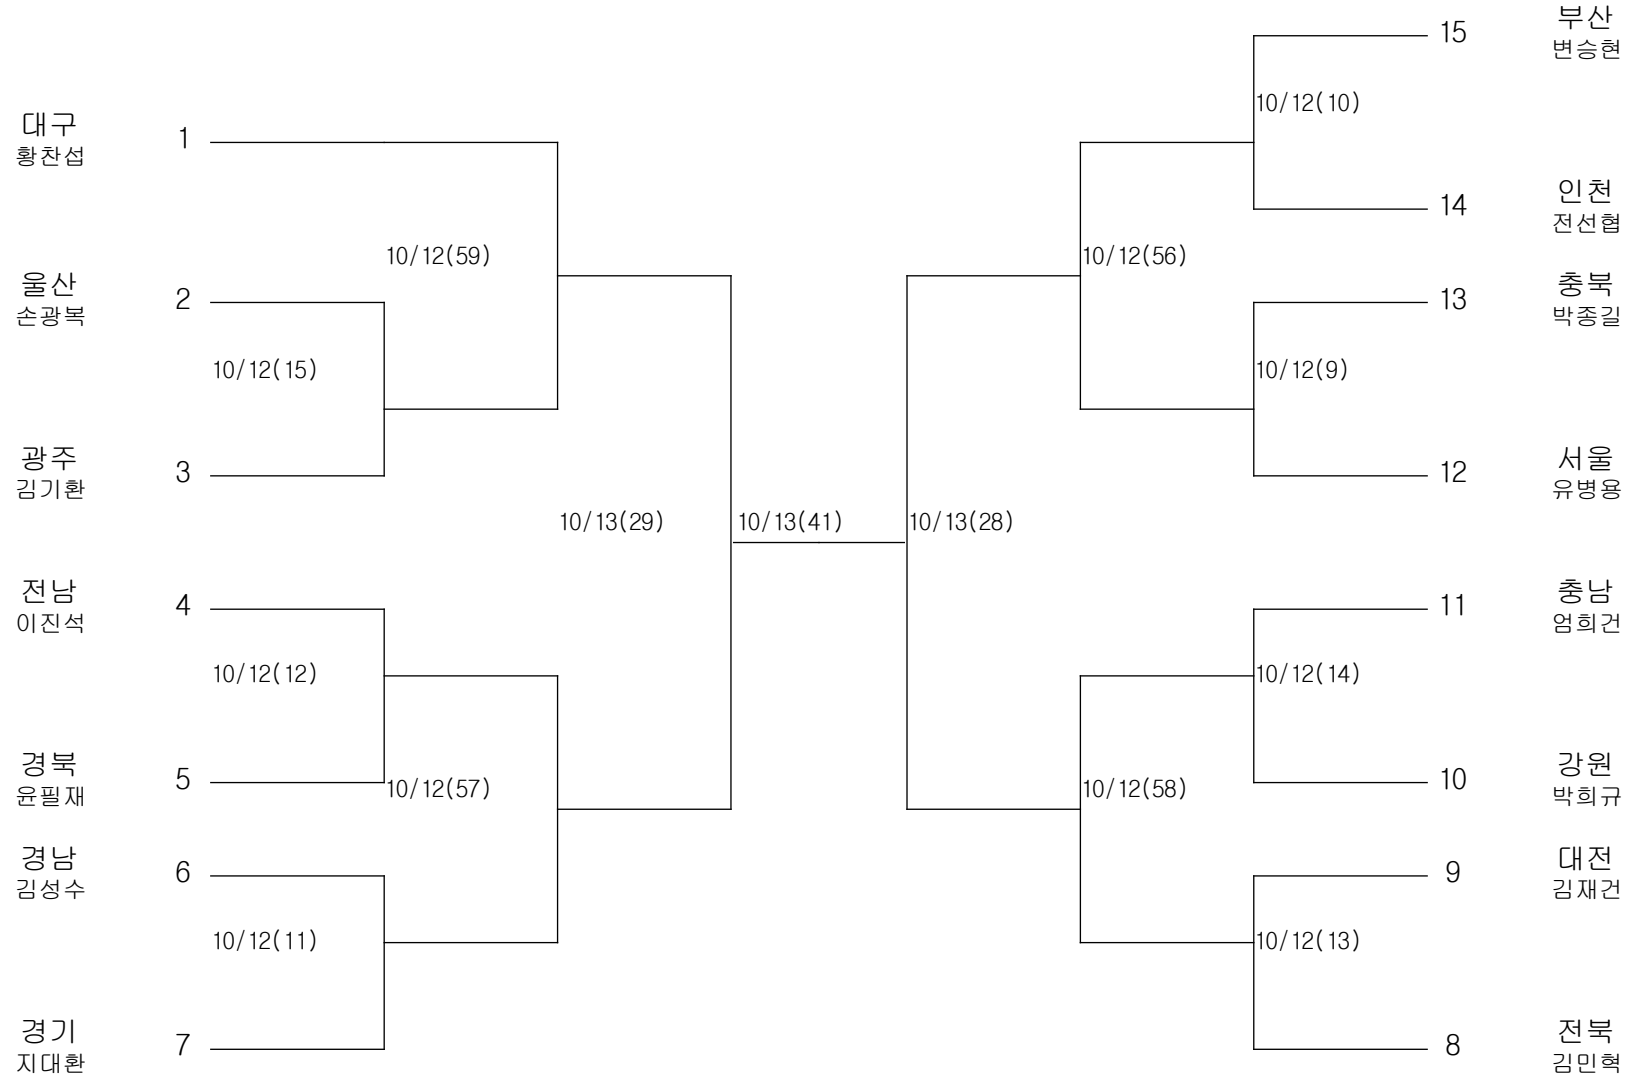 대구
황찬섭
1
울산
손광복
2
광주
김기환
3
전남
이진석
4
경북
윤필재
5
경남
김성수
6
경기
지대환
7
10/12(59)
10/12(15)
10/12(12)
10/12(57)
10/12(11)
10/13(29)
10/13(41)
10/13(28)
10/12(56)
10/12(58)
10/12(10)
10/12(9)
10/12(14)
10/12(13)
15
부산
변승현
14
인천
전선협
13
충북
박종길
12
서울
유병용
11
충남
엄희건
10
강원
박희규
9
대전
김재건
8
전북
김민혁